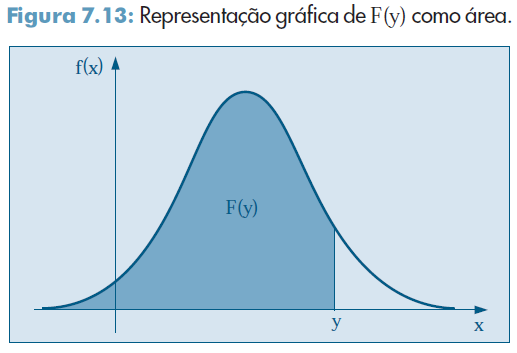 Figura 7.13: Representação gráfica de F(y) como área.
f(x)
F(y)
y
x